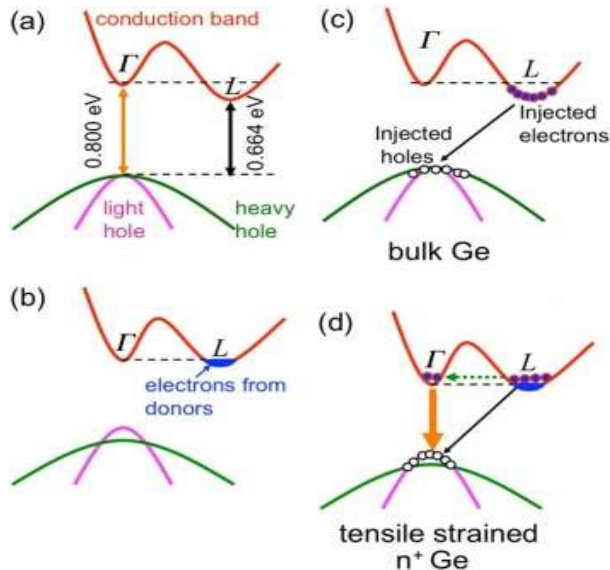 (a)
conduction band
Γ
L
0.800 eV
0.664 eV
light
hole
heavy
hole
(b)
Γ
L
electrons from
donors
(c)
Γ
L
Injected
electrons
Injected
holes
bulk Ge
(d)
Γ
L
tensile strained
n⁺ Ge